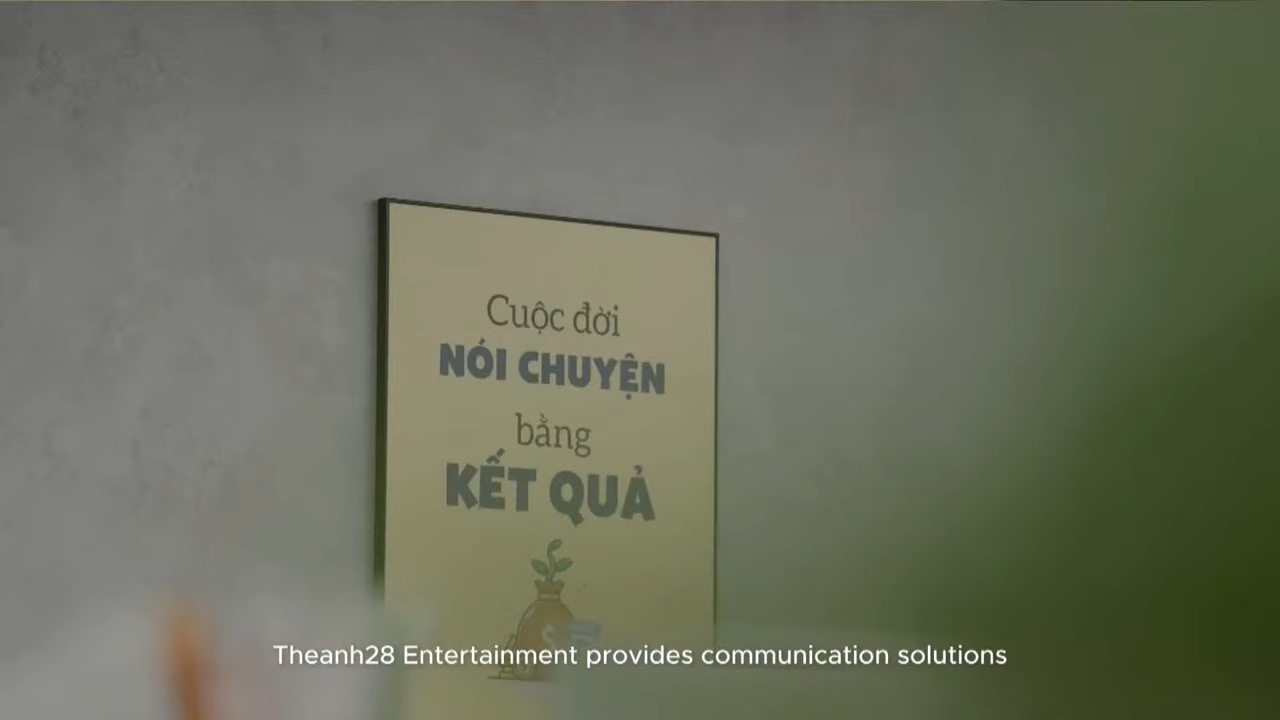 Cuộc đời
NÓI CHUYỆN
bằng
KẾT QUẢ
$
Theanh28 Entertainment provides communication solutions